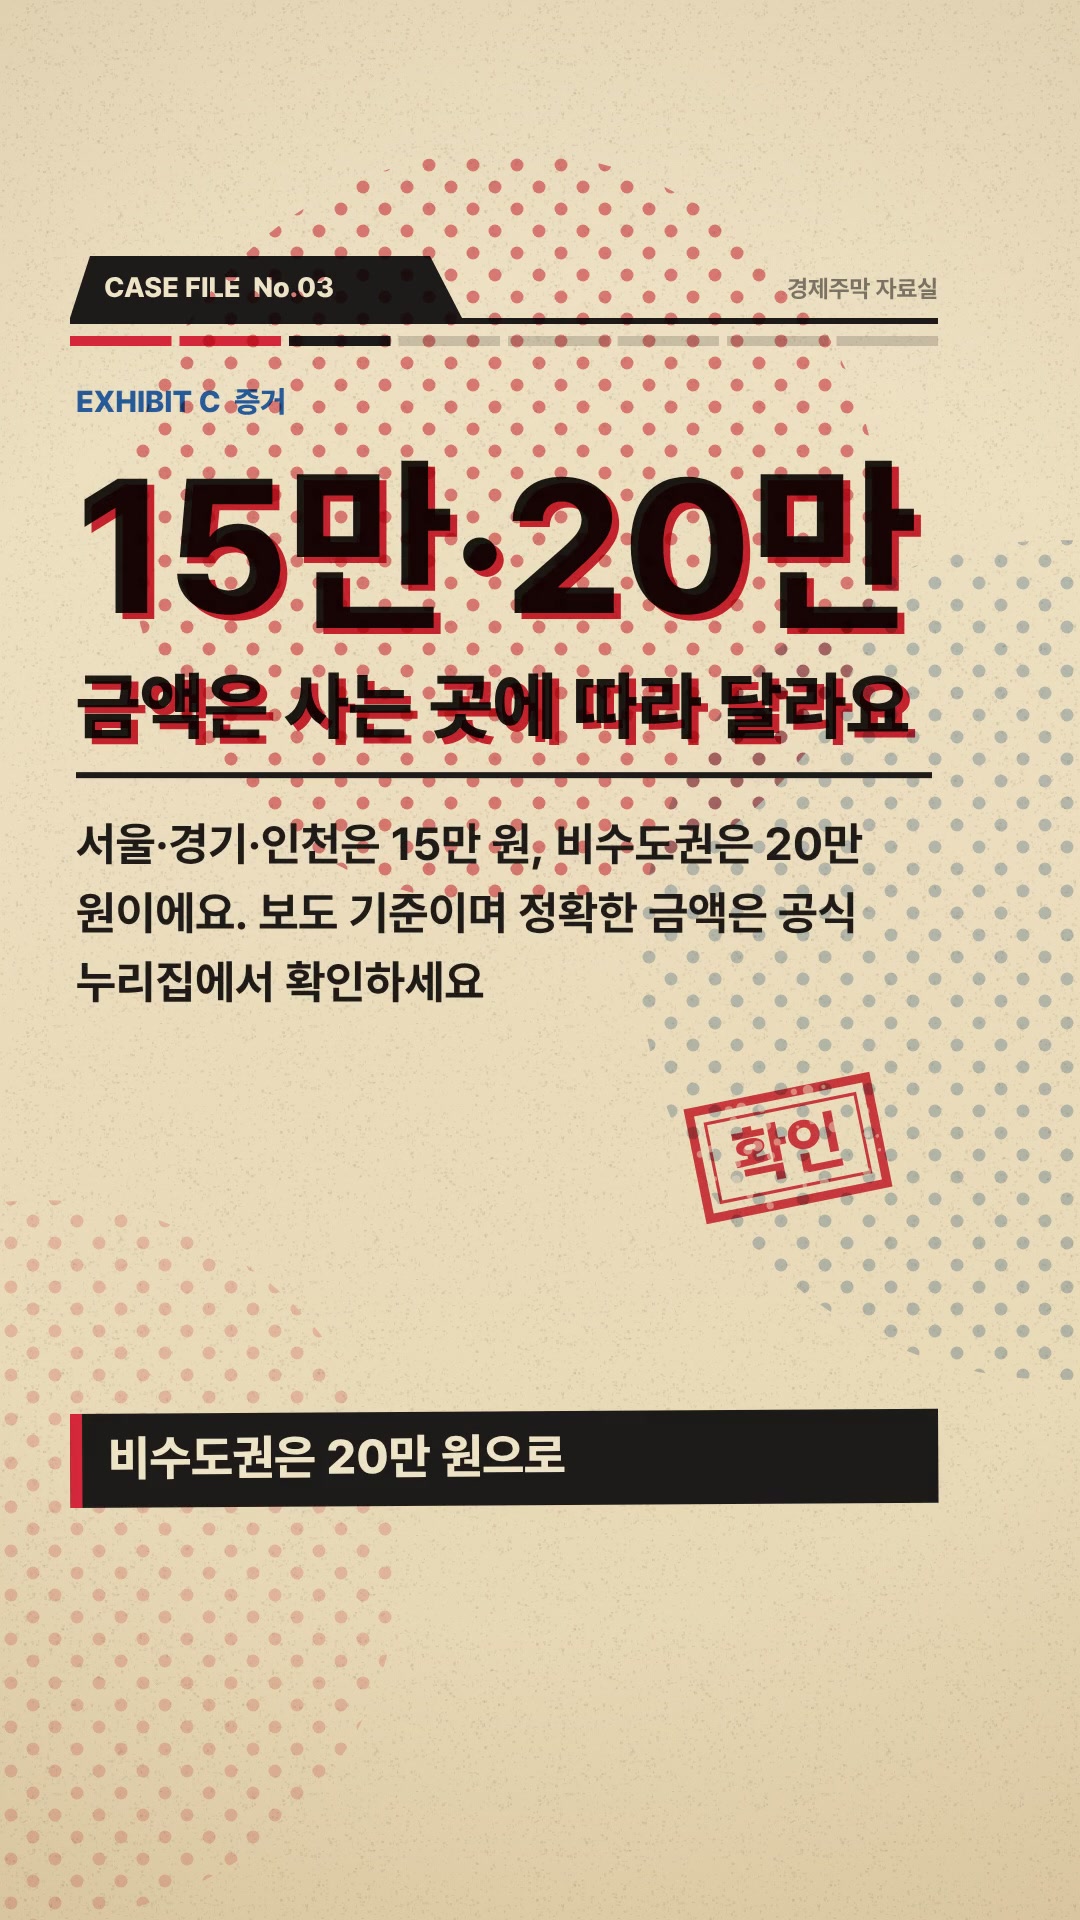 CASE FILE No.03
경제주막 자료실
EXHIBIT C 증거
15만·20만
금액은 사는 곳에 따라 달라요
서울·경기·인천은 15만 원, 비수도권은 20만
원이에요. 보도 기준이며 정확한 금액은 공식
누리집에서 확인하세요
확인
비수도권은 20만 원으로